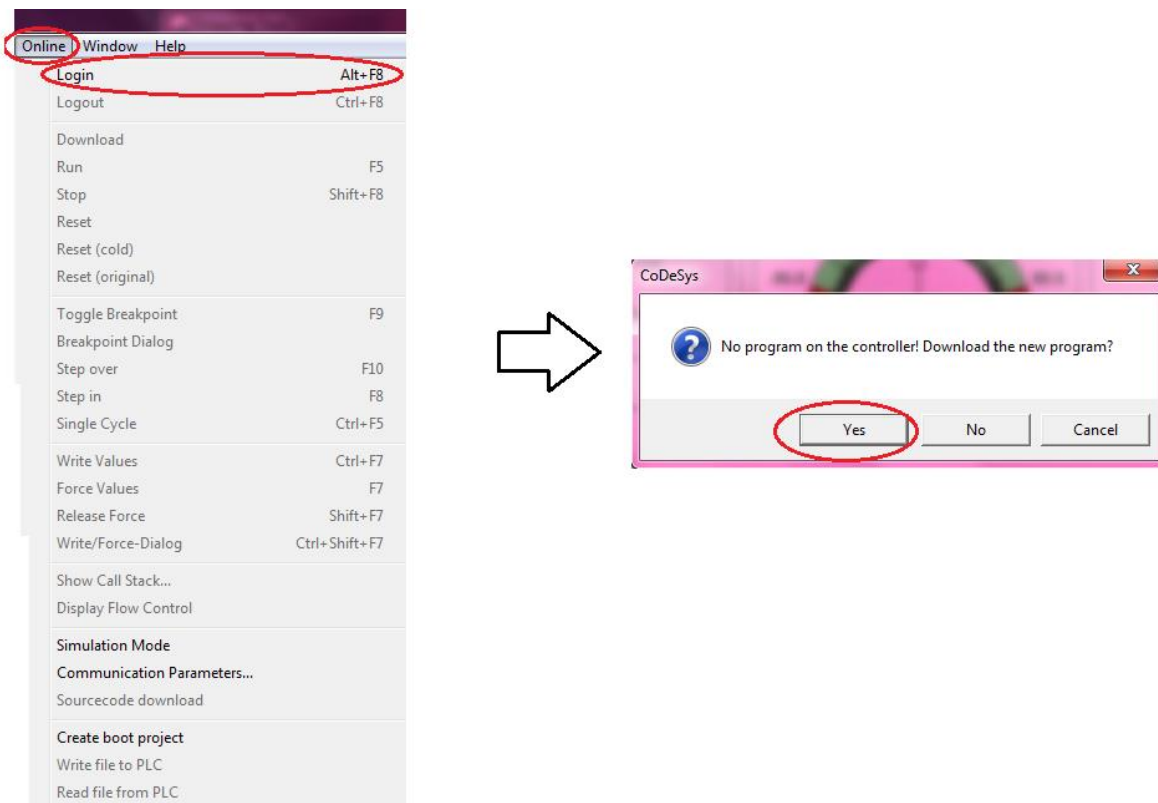 Online Window Help
Login Alt+F8
Logout Ctrl+F8
Download
Run F5
Stop Shift+F8
Reset
Reset (cold)
Reset (original)
Toggle Breakpoint F9
Breakpoint Dialog
Step over F10
Step in F8
Single Cycle Ctrl+F5
Write Values Ctrl+F7
Force Values F7
Release Force Shift+F7
Write/Force-Dialog Ctrl+Shift+F7
Show Call Stack...
Display Flow Control
Simulation Mode
Communication Parameters...
Sourcecode download
Create boot project
Write file to PLC
Read file from PLC
CoDeSys
No program on the controller! Download the new program?
Yes No Cancel